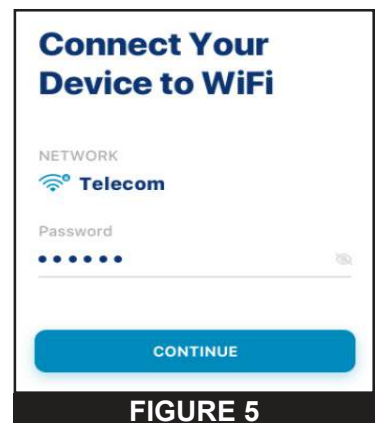 Connect Your
Device to WiFi
NETWORK
Telecom
Password
••••••
CONTINUE
FIGURE 5